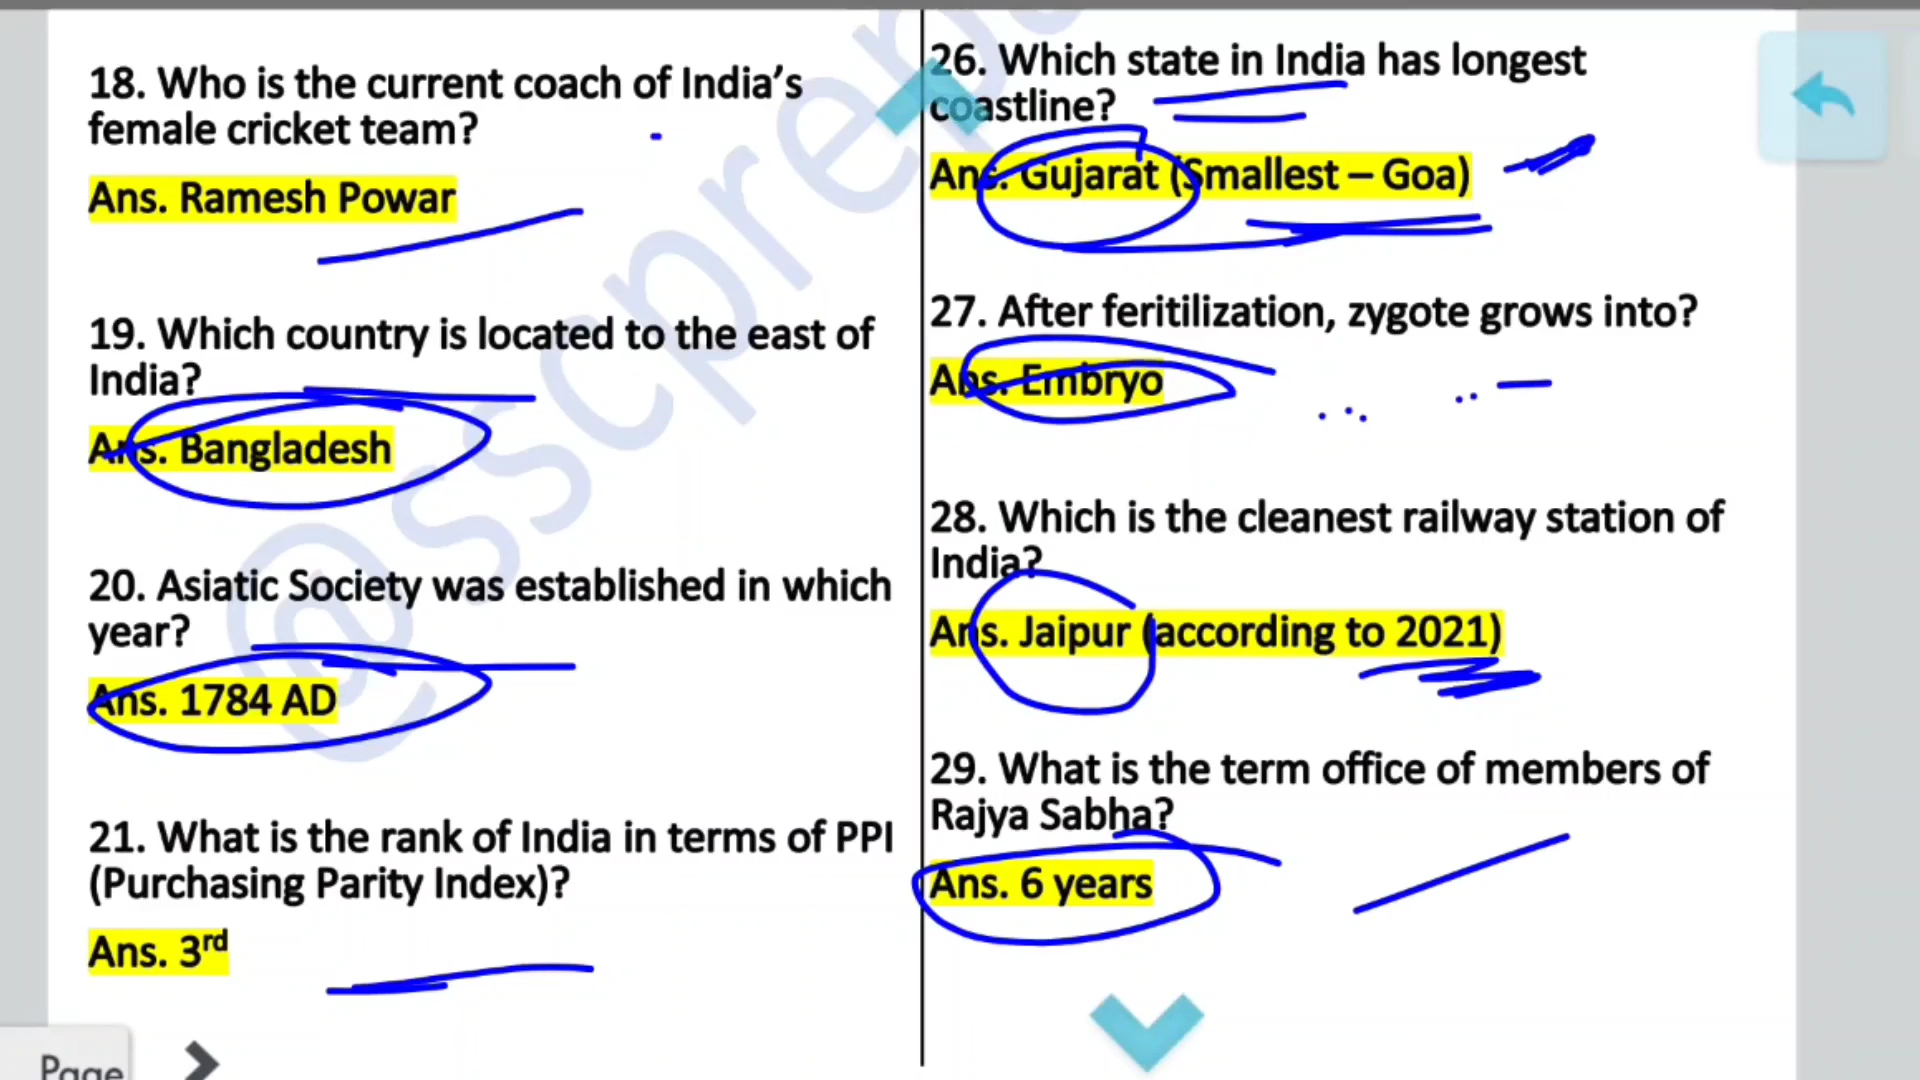 18. Who is the current coach of India's
female cricket team?
Ans. Ramesh Powar
19. Which country is located to the east of
India?
Ans. Bangladesh
20. Asiatic Society was established in which
year?
Ans. 1784 AD
21. What is the rank of India in terms of PPI
(Purchasing Parity Index)?
Ans. 3rd
26. Which state in India has longest
coastline?
Ans. Gujarat (Smallest – Goa)
27. After feritilization, zygote grows into?
Ans. Embryo
28. Which is the cleanest railway station of
India?
Ans. Jaipur (according to 2021)
29. What is the term office of members of
Rajya Sabha?
Ans. 6 years
@sscprep
Page